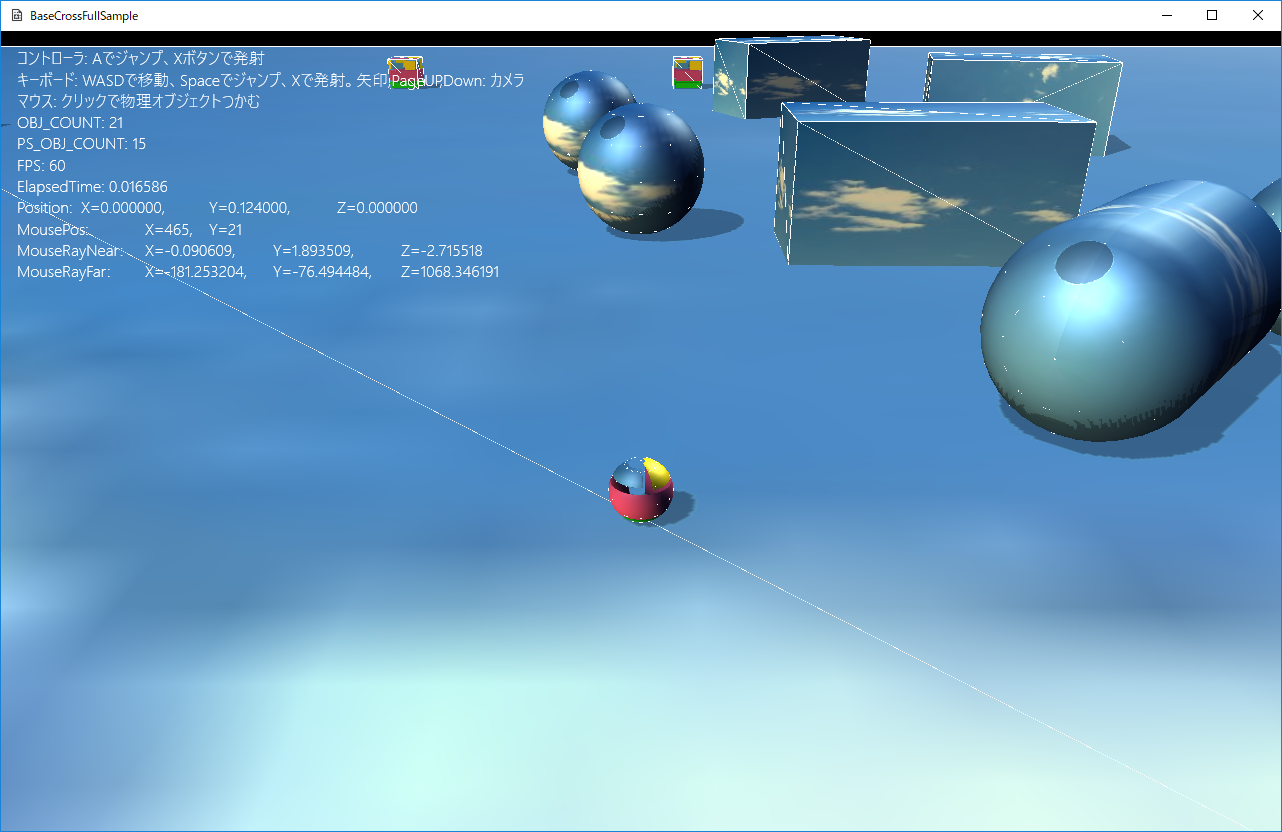 BaseCrossFullSample
コントローラ: Aでジャンプ、Xボタンで発射
キーボード: WASDで移動、Spaceでジャンプ、Xで発射。矢印,PageUPDown: カメラ
マウス: クリックで物理オブジェクトつかむ
OBJ_COUNT: 21
PS_OBJ_COUNT: 15
FPS: 60
ElapsedTime: 0.016586
Position: X=0.000000, Y=0.124000, Z=0.000000
MousePos: X=465, Y=21
MouseRayNear: X=-0.090609, Y=1.893509, Z=-2.715518
MouseRayFar: X=-181.253204, Y=-76.494484, Z=1068.346191